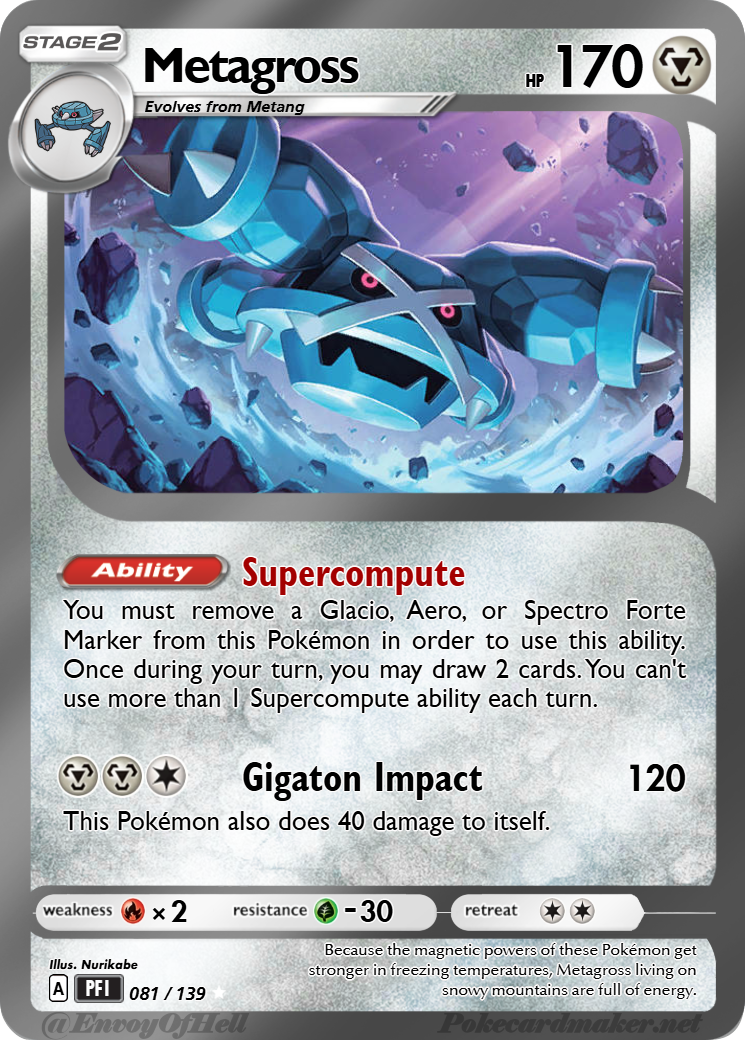 STAGE2
Metagross
HP 170
Evolves from Metang
Ability Supercompute
You must remove a Glacio, Aero, or Spectro Forte
Marker from this Pokémon in order to use this ability.
Once during your turn, you may draw 2 cards. You can't
use more than 1 Supercompute ability each turn.
Gigaton Impact 120
This Pokémon also does 40 damage to itself.
weakness ×2 resistance -30 retreat
Illus. Nurikabe
A PFI 081 / 139
Because the magnetic powers of these Pokémon get
stronger in freezing temperatures, Metagross living on
snowy mountains are full of energy.
@EnvoyOfHell Pokecardmaker.net